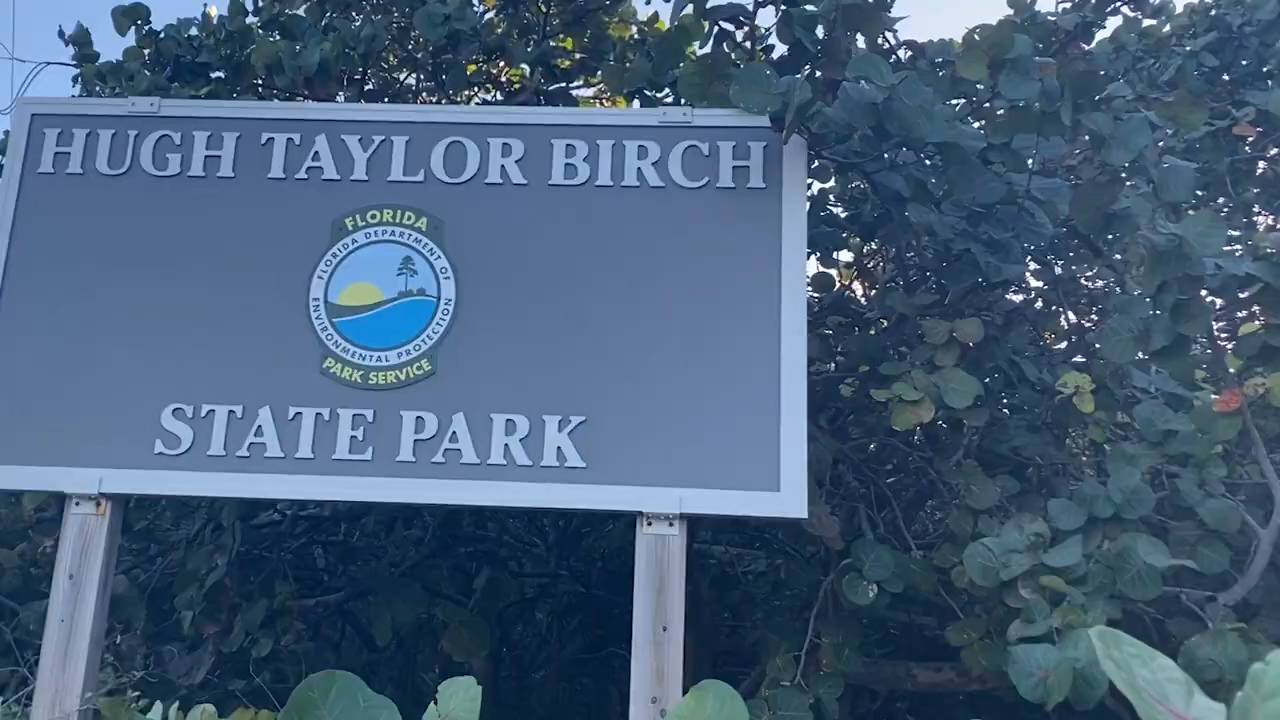 HUGH TAYLOR BIRCH
FLORIDA
FLORIDA DEPARTMENT OF
ENVIRONMENTAL PROTECTION
PARK SERVICE
STATE PARK